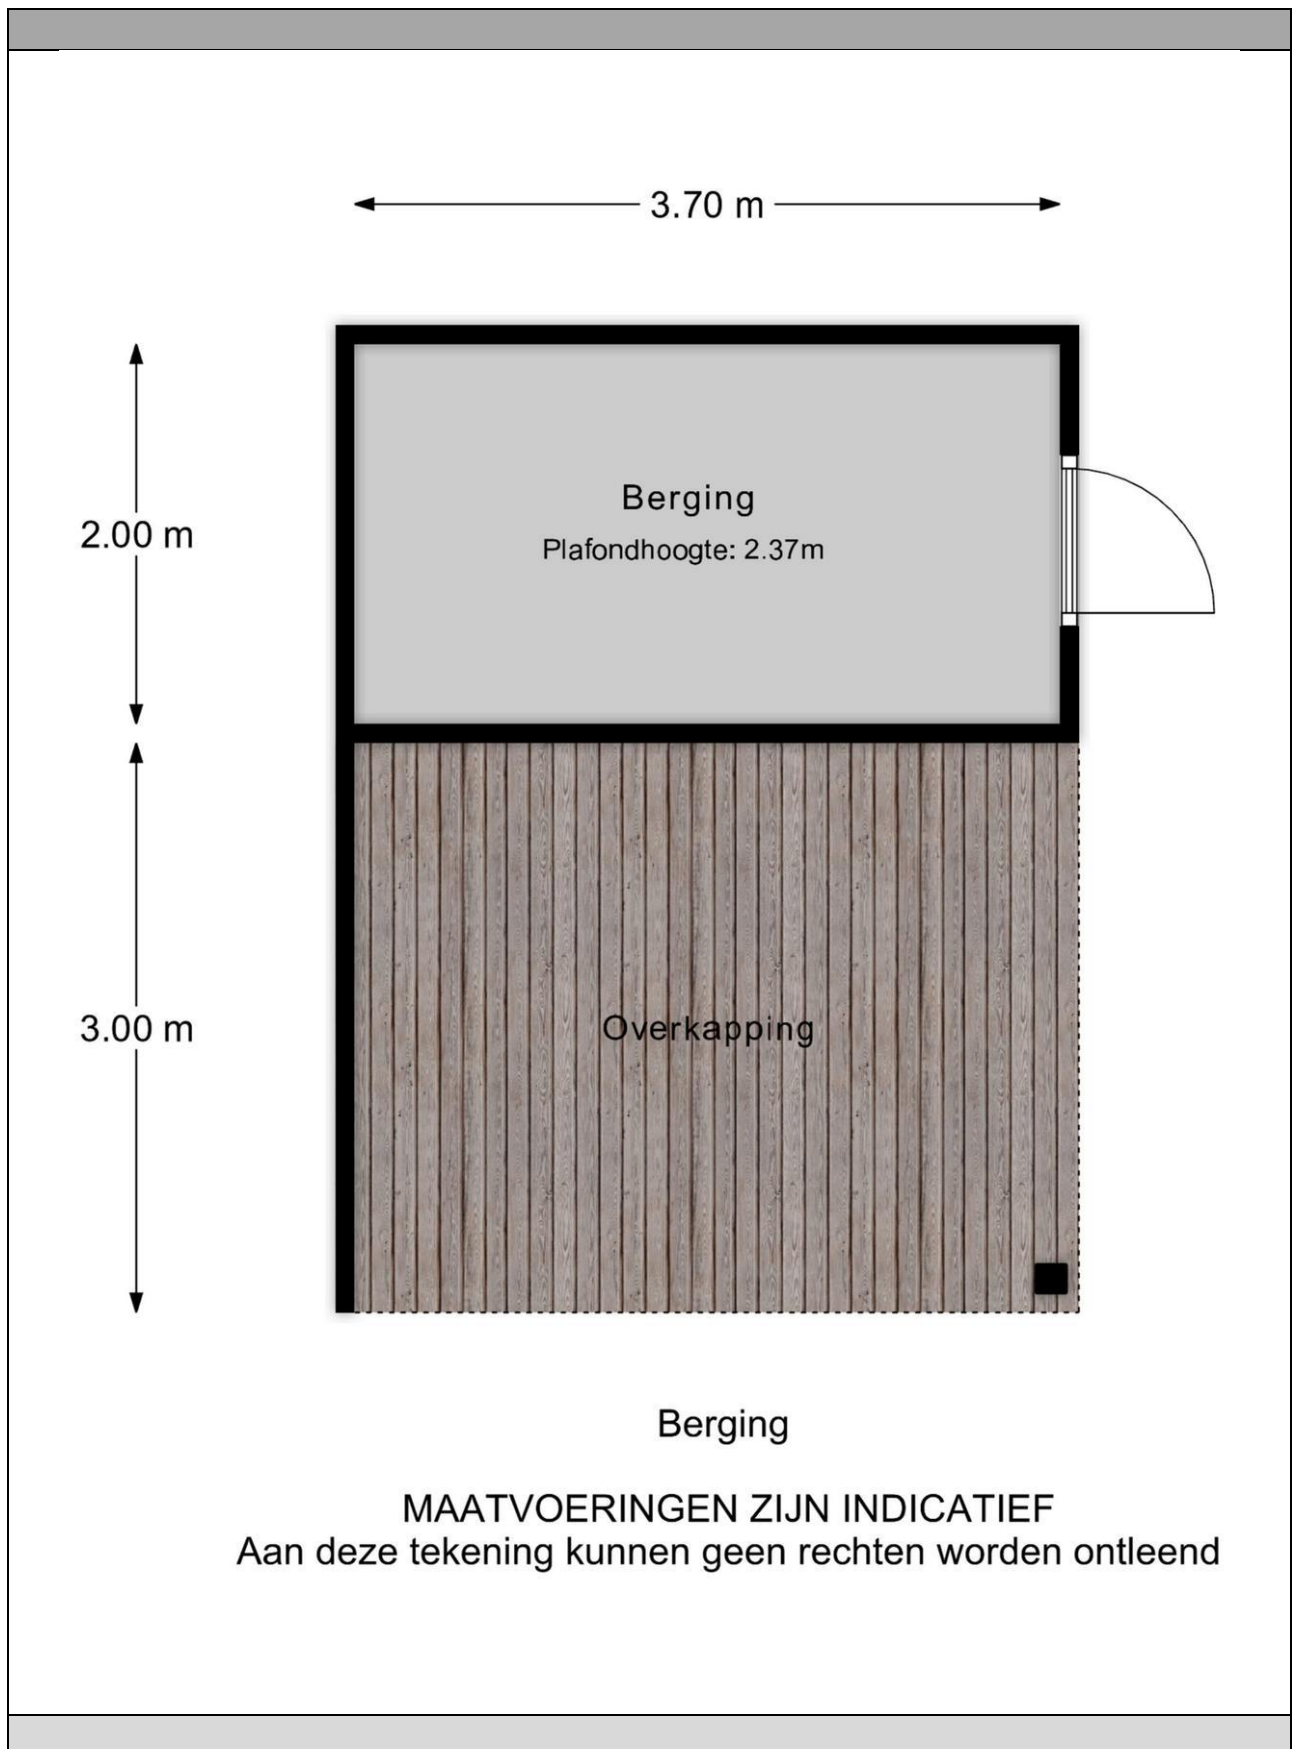 3.70 m
Berging
Plafondhoogte: 2.37m
2.00 m
Overkapping
3.00 m
Berging
MAATVOERINGEN ZIJN INDICATIEF
Aan deze tekening kunnen geen rechten worden ontleend